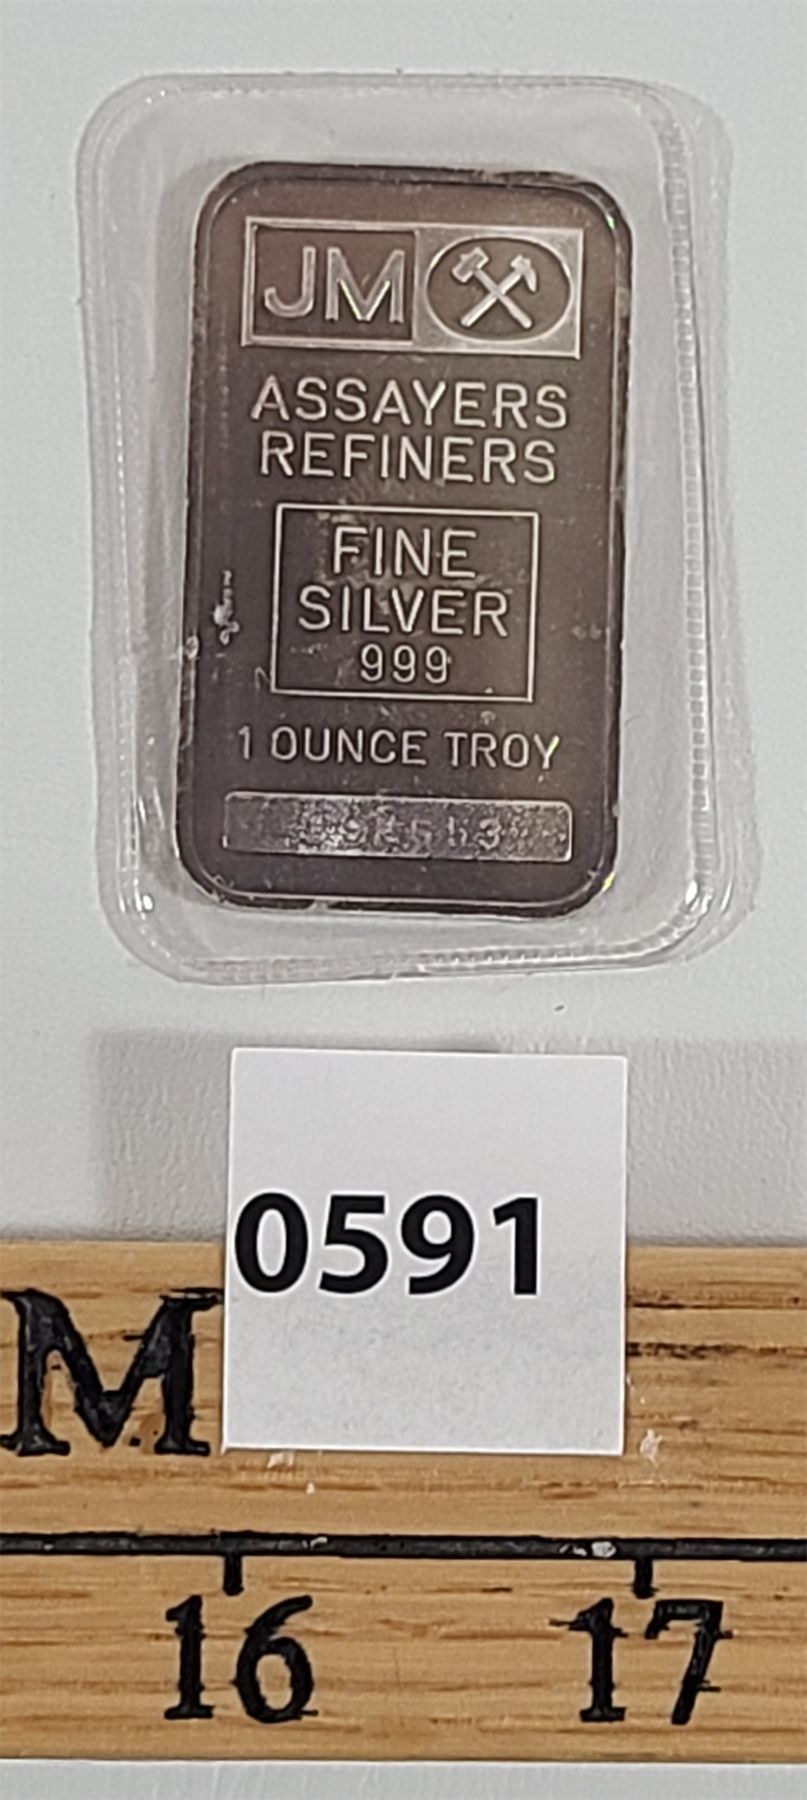 JM
ASSAYERS
REFINERS
FINE
SILVER
999
1 OUNCE TROY
0591
M
16 17